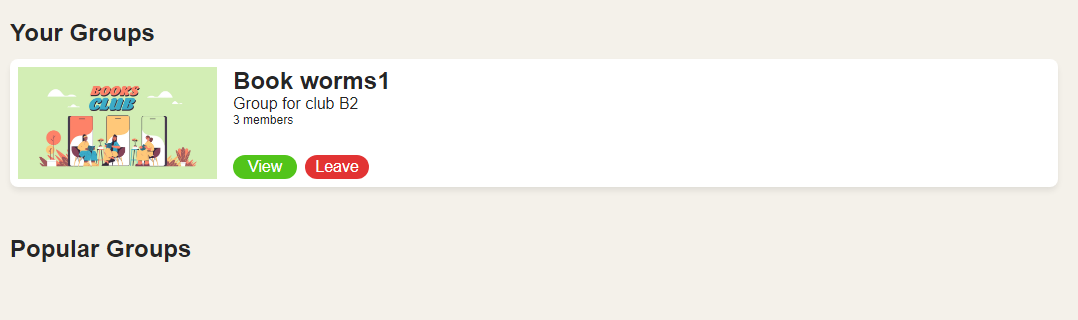 Your Groups
BOOKS
CLUB
Book worms1
Group for club B2
3 members
View Leave
Popular Groups